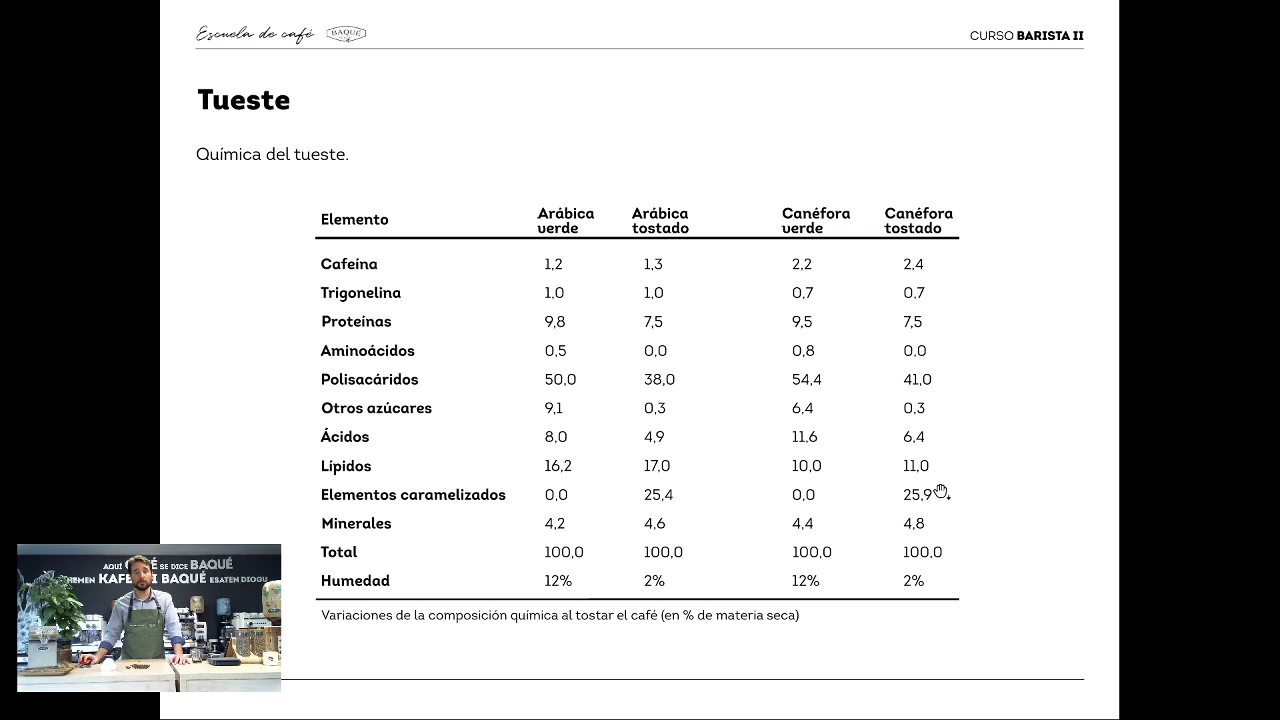 Escuela de café BAQUÉ
CURSO BARISTA II
Tueste
Química del tueste.
Elemento Arábica verde Arábica tostado Canéfora verde Canéfora tostado
Cafeína 1,2 1,3 2,2 2,4
Trigonelina 1,0 1,0 0,7 0,7
Proteínas 9,8 7,5 9,5 7,5
Aminoácidos 0,5 0,0 0,8 0,0
Polisacáridos 50,0 38,0 54,4 41,0
Otros azúcares 9,1 0,3 6,4 0,3
Ácidos 8,0 4,9 11,6 6,4
Lípidos 16,2 17,0 10,0 11,0
Elementos caramelizados 0,0 25,4 0,0 25,9
Minerales 4,2 4,6 4,4 4,8
Total 100,0 100,0 100,0 100,0
Humedad 12% 2% 12% 2%
Variaciones de la composición química al tostar el café (en % de materia seca)
AQUÍ SE DICE BAQUÉ
HEMEN BAQUÉ ESATEN DIOGU